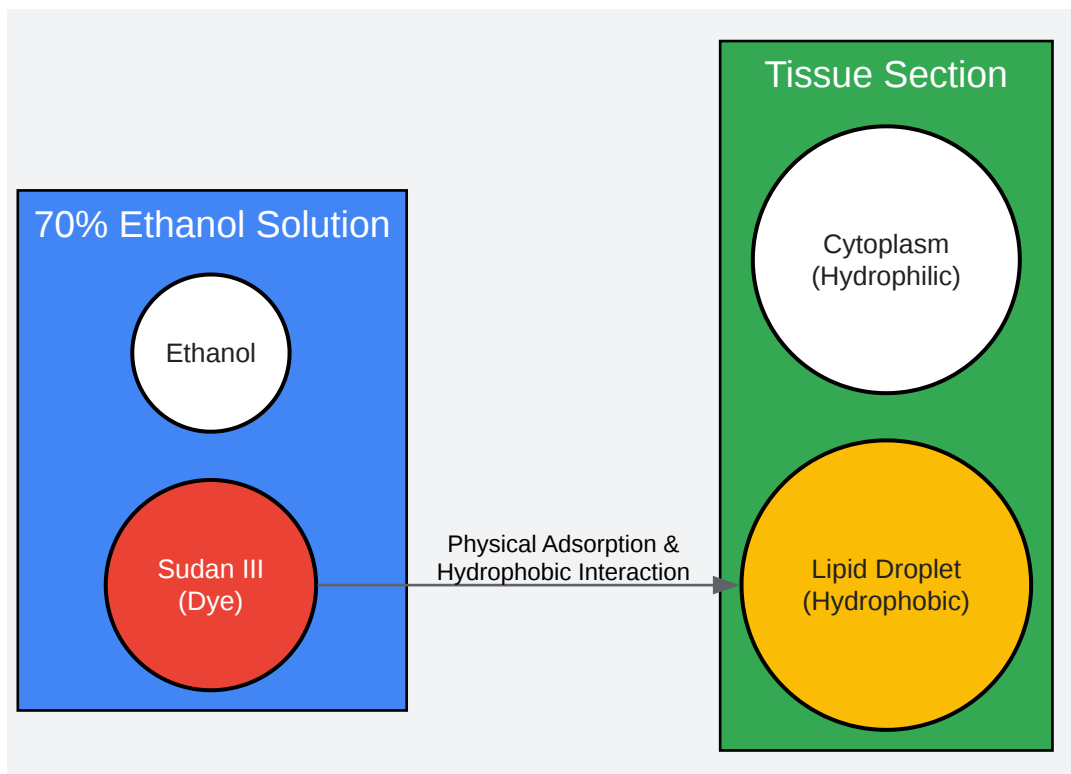 70% Ethanol Solution
Ethanol
Sudan III
(Dye)
Physical Adsorption &
Hydrophobic Interaction
Tissue Section
Cytoplasm
(Hydrophilic)
Lipid Droplet
(Hydrophobic)